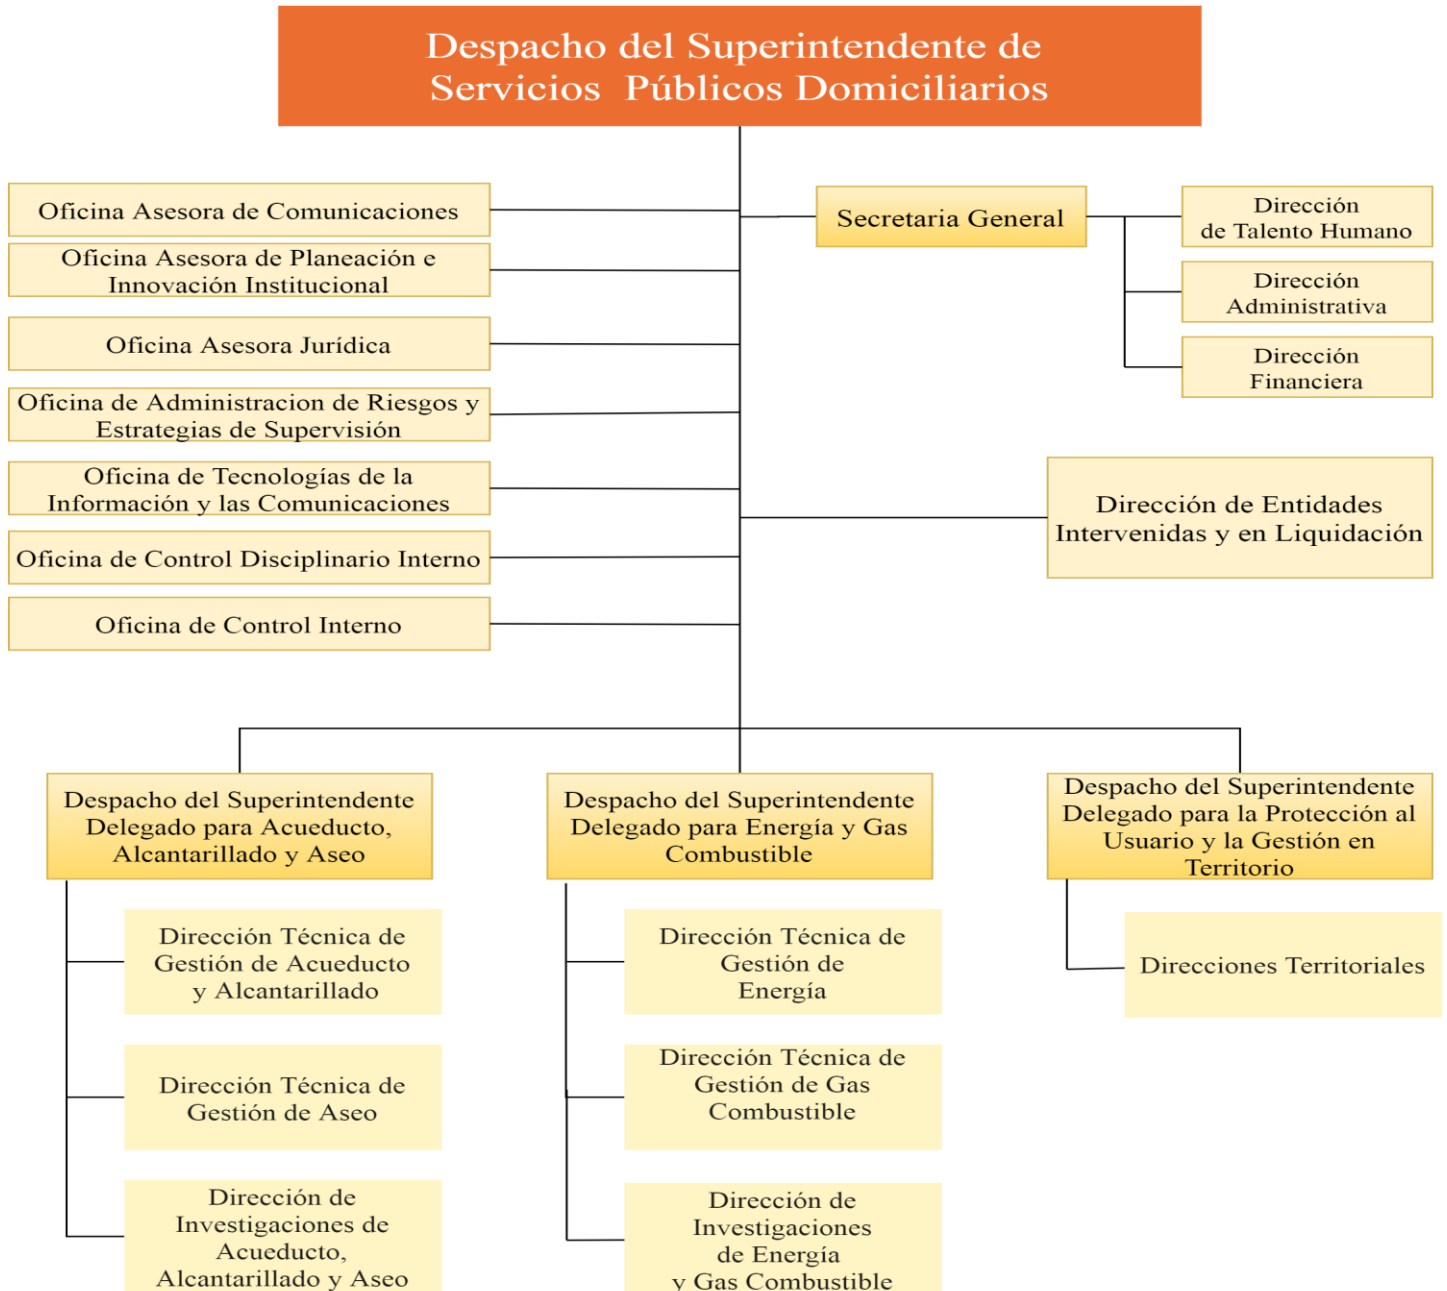 Despacho del Superintendente de
Servicios Públicos Domiciliarios
Oficina Asesora de Comunicaciones
Oficina Asesora de Planeación e
Innovación Institucional
Oficina Asesora Jurídica
Oficina de Administracion de Riesgos y
Estrategias de Supervisión
Oficina de Tecnologías de la
Información y las Comunicaciones
Oficina de Control Disciplinario Interno
Oficina de Control Interno
Secretaria General
Dirección
de Talento Humano
Dirección
Administrativa
Dirección
Financiera
Dirección de Entidades
Intervenidas y en Liquidación
Despacho del Superintendente
Delegado para Acueducto,
Alcantarillado y Aseo
Dirección Técnica de
Gestión de Acueducto
y Alcantarillado
Dirección Técnica de
Gestión de Aseo
Dirección de
Investigaciones de
Acueducto,
Alcantarillado y Aseo
Despacho del Superintendente
Delegado para Energía y Gas
Combustible
Dirección Técnica de
Gestión de
Energía
Dirección Técnica de
Gestión de Gas
Combustible
Dirección de
Investigaciones
de Energía
y Gas Combustible
Despacho del Superintendente
Delegado para la Protección al
Usuario y la Gestión en
Territorio
Direcciones Territoriales